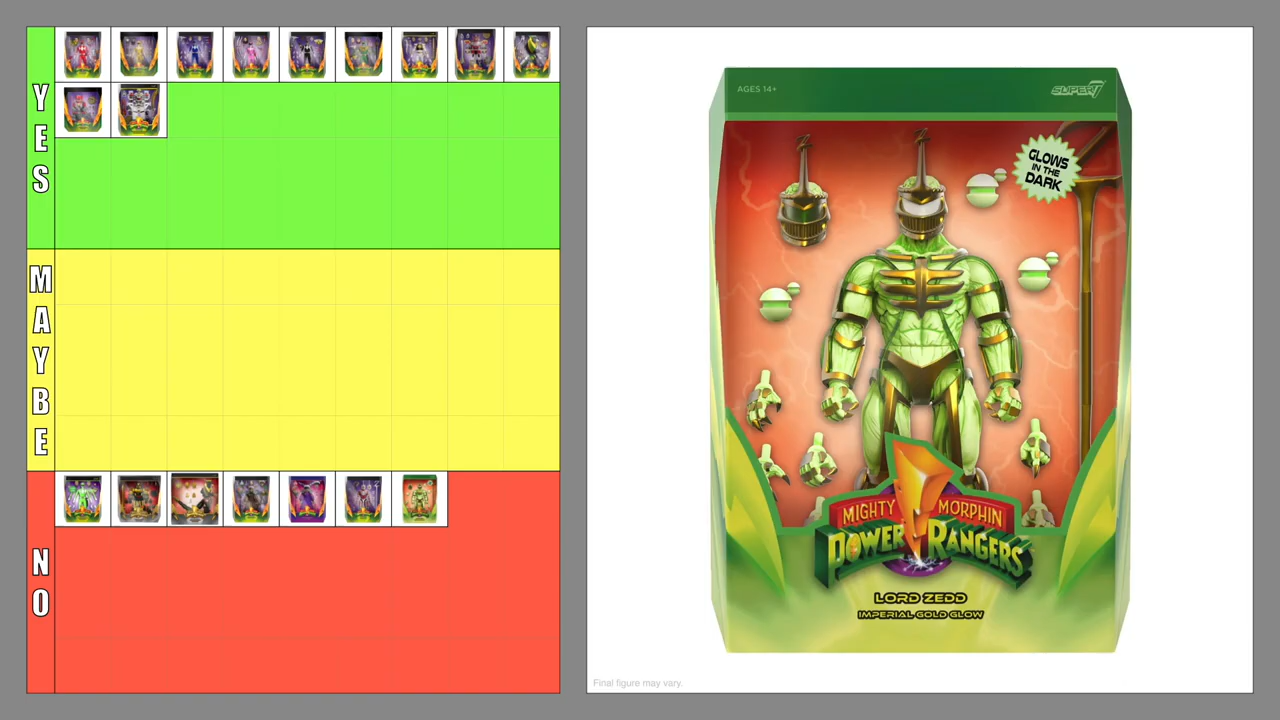 YES
MAYBE
NO
AGES 14+
SUPER7
GLOWS
IN THE
DARK
MIGHTY MORPHIN
POWER RANGERS
LORD ZEDD
IMPERIAL GOLD GLOW
Final figure may vary.